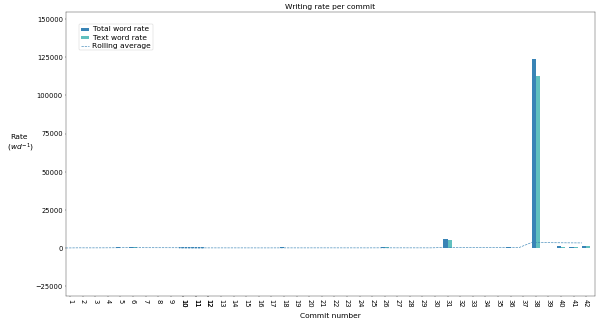 Writing rate per commit
150000
Total word rate
Text word rate
Rolling average
125000
100000
75000
Rate
(wd⁻¹)
50000
25000
0
−25000
1 2 3 4 5 6 7 8 9 10 11 12 13 14 15 16 17 18 19 20 21 22 23 24 25 26 27 28 29 30 31 32 33 34 35 36 37 38 39 40 41 42
Commit number